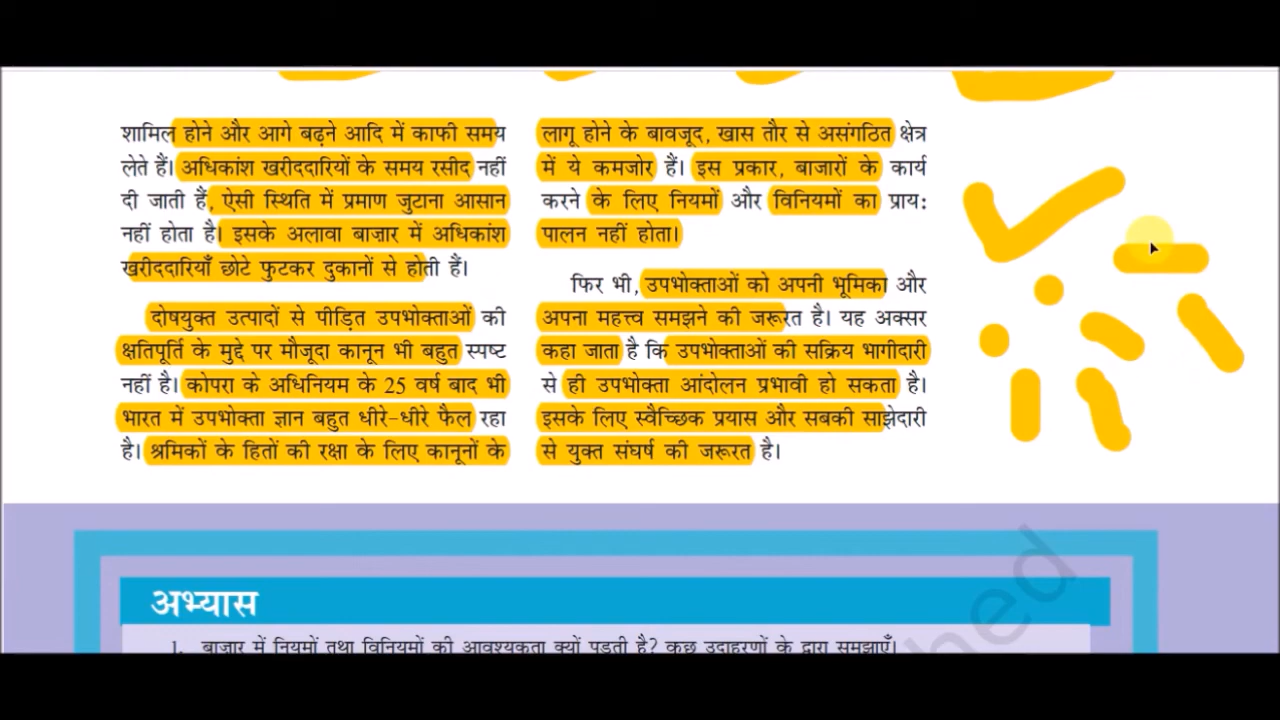 शामिल होने और आगे बढ़ने आदि में काफी समय
लेते हैं। अधिकांश खरीददारियों के समय रसीद नहीं
दी जाती हैं, ऐसी स्थिति में प्रमाण जुटाना आसान
नहीं होता है। इसके अलावा बाज़ार में अधिकांश
खरीददारियाँ छोटे फुटकर दुकानों से होती हैं।
दोषयुक्त उत्पादों से पीड़ित उपभोक्ताओं की
क्षतिपूर्ति के मुद्दे पर मौजूदा कानून भी बहुत स्पष्ट
नहीं है। कोपरा के अधिनियम के 25 वर्ष बाद भी
भारत में उपभोक्ता ज्ञान बहुत धीरे-धीरे फैल रहा
है। श्रमिकों के हितों की रक्षा के लिए कानूनों के
लागू होने के बावजूद, खास तौर से असंगठित क्षेत्र
में ये कमजोर हैं। इस प्रकार, बाजारों के कार्य
करने के लिए नियमों और विनियमों का प्राय:
पालन नहीं होता।
फिर भी, उपभोक्ताओं को अपनी भूमिका और
अपना महत्त्व समझने की जरूरत है। यह अक्सर
कहा जाता है कि उपभोक्ताओं की सक्रिय भागीदारी
से ही उपभोक्ता आंदोलन प्रभावी हो सकता है।
इसके लिए स्वैच्छिक प्रयास और सबकी साझेदारी
से युक्त संघर्ष की जरूरत है।
अभ्यास
1. बाज़ार में नियमों तथा विनियमों की आवश्यकता क्यों पड़ती है? कुछ उदाहरणों के द्वारा समझाएँ।